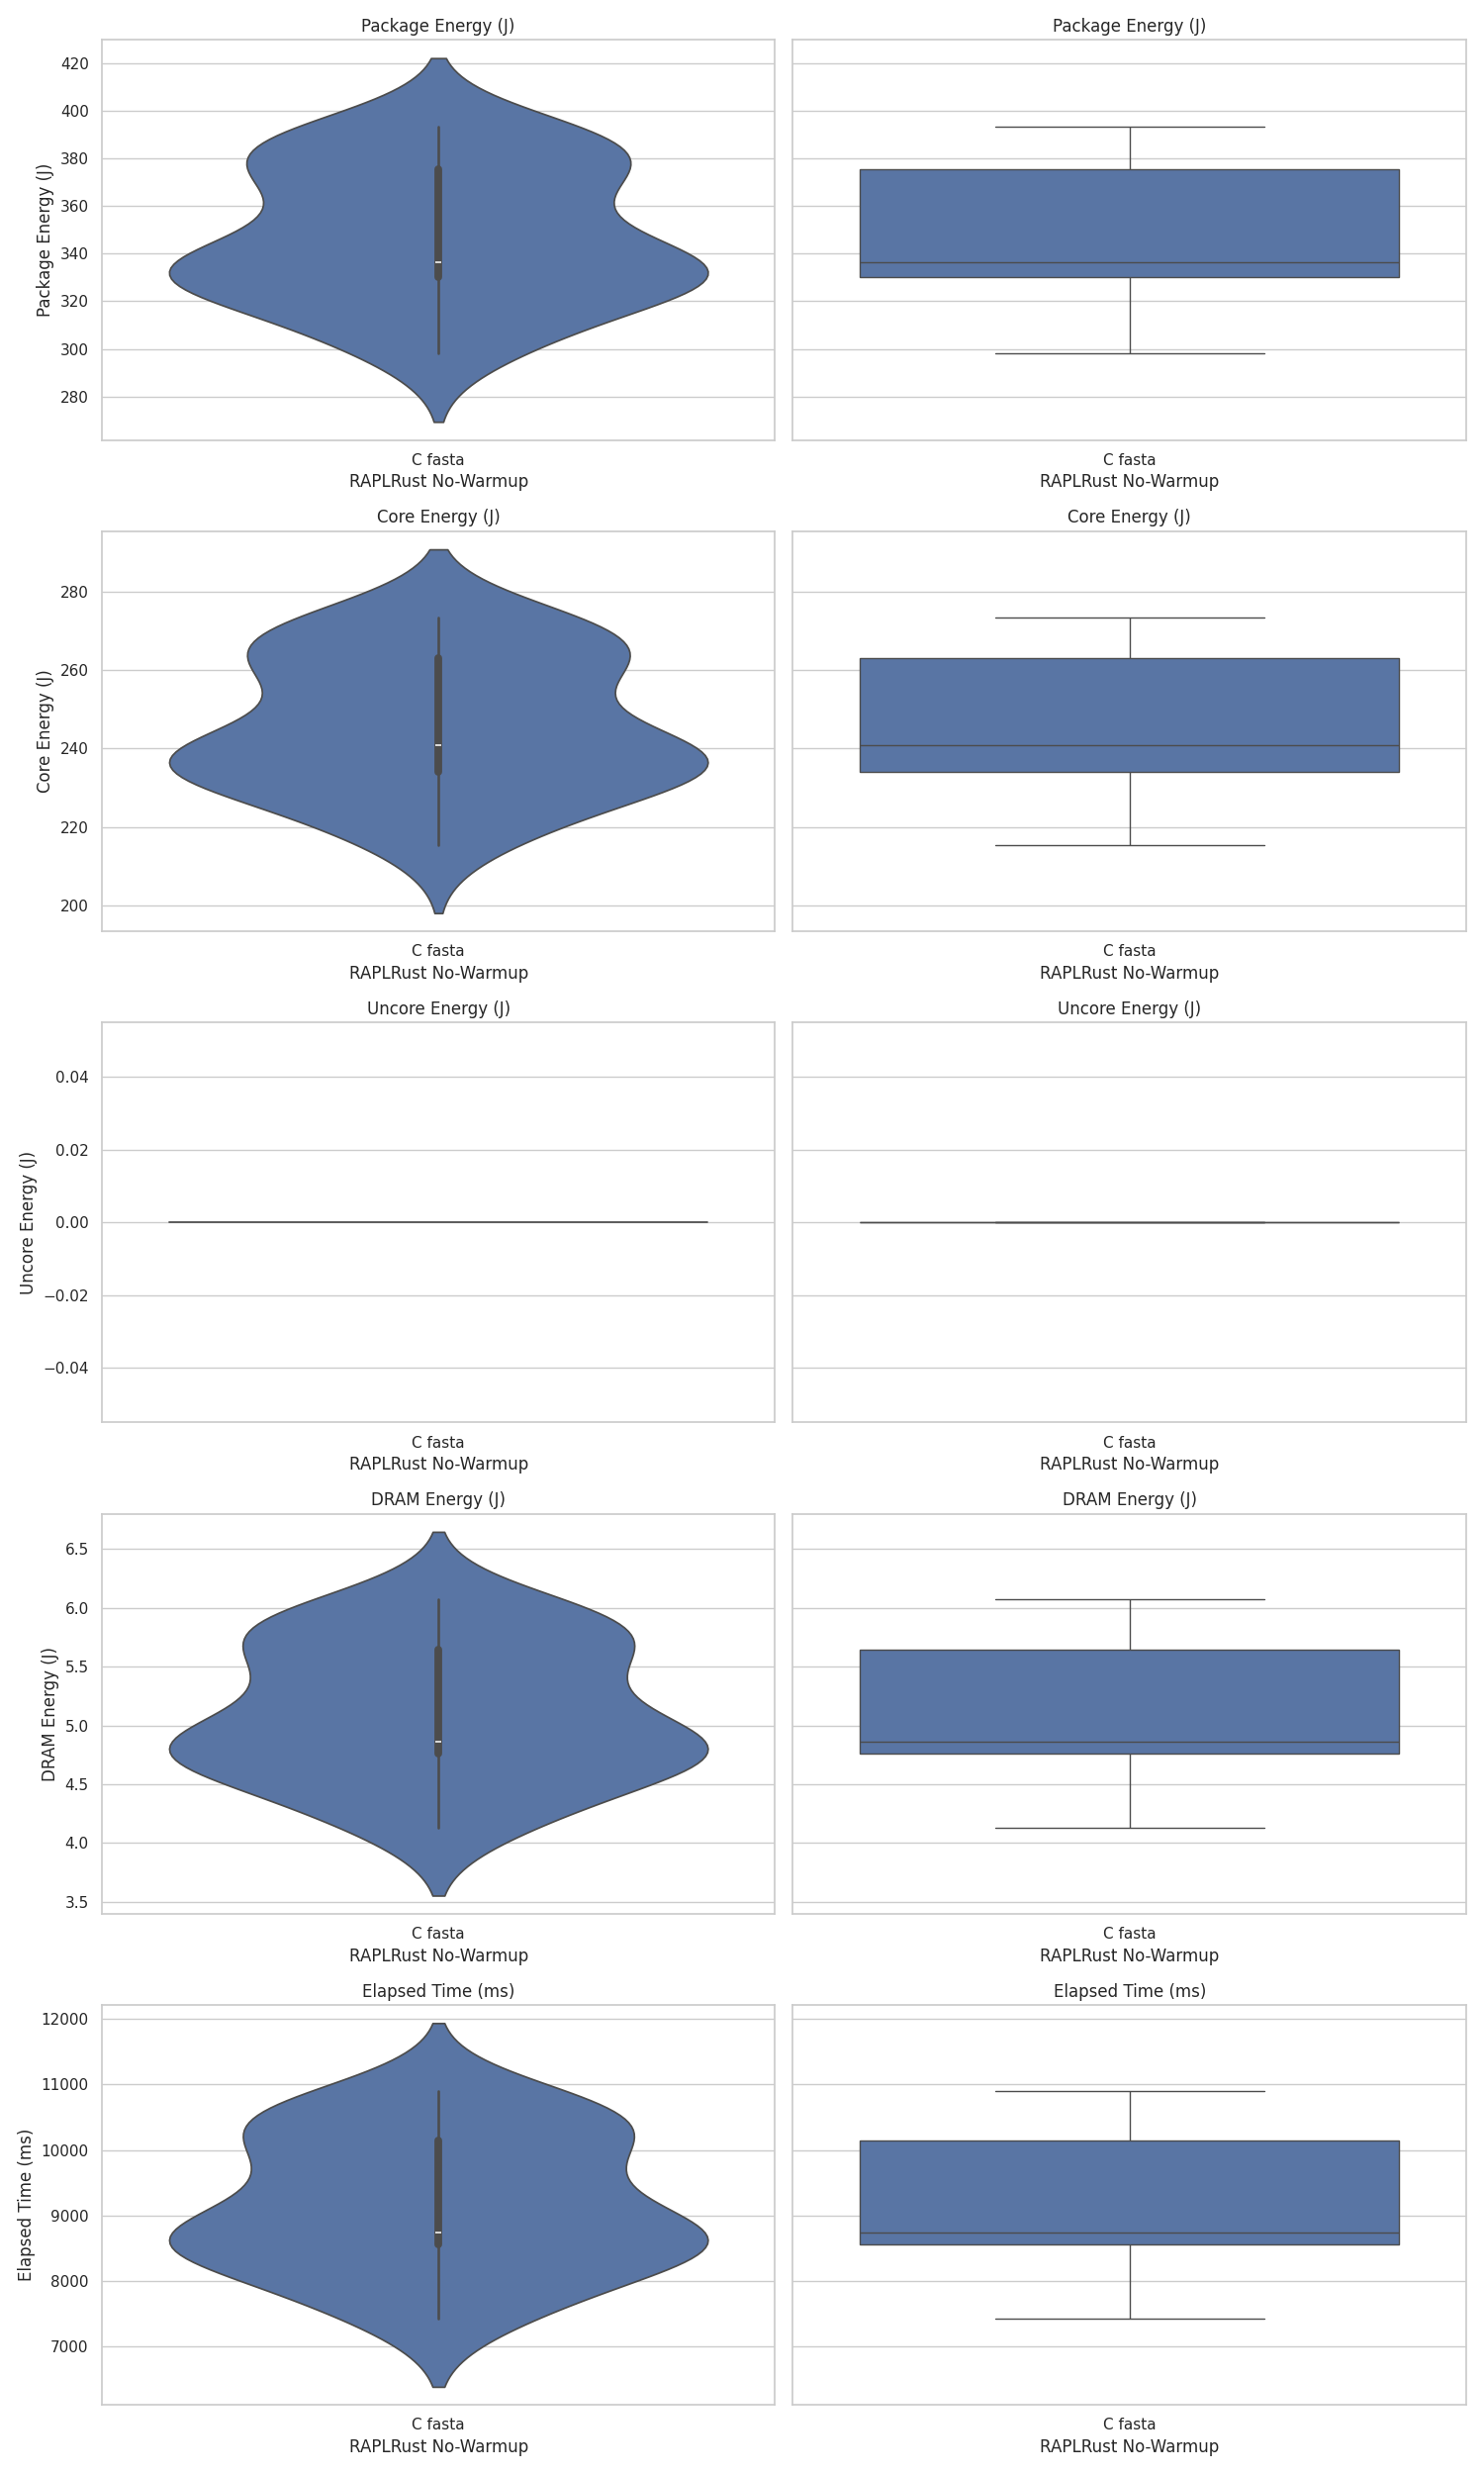 Package Energy (J)
Package Energy (J)
Package Energy (J)
420
400
380
360
340
320
300
280
C fasta
C fasta
RAPLRust No-Warmup
RAPLRust No-Warmup
Core Energy (J)
Core Energy (J)
Core Energy (J)
280
260
240
220
200
C fasta
C fasta
RAPLRust No-Warmup
RAPLRust No-Warmup
Uncore Energy (J)
Uncore Energy (J)
Uncore Energy (J)
0.04
0.02
0.00
−0.02
−0.04
C fasta
C fasta
RAPLRust No-Warmup
RAPLRust No-Warmup
DRAM Energy (J)
DRAM Energy (J)
DRAM Energy (J)
6.5
6.0
5.5
5.0
4.5
4.0
3.5
C fasta
C fasta
RAPLRust No-Warmup
RAPLRust No-Warmup
Elapsed Time (ms)
Elapsed Time (ms)
Elapsed Time (ms)
12000
11000
10000
9000
8000
7000
C fasta
C fasta
RAPLRust No-Warmup
RAPLRust No-Warmup